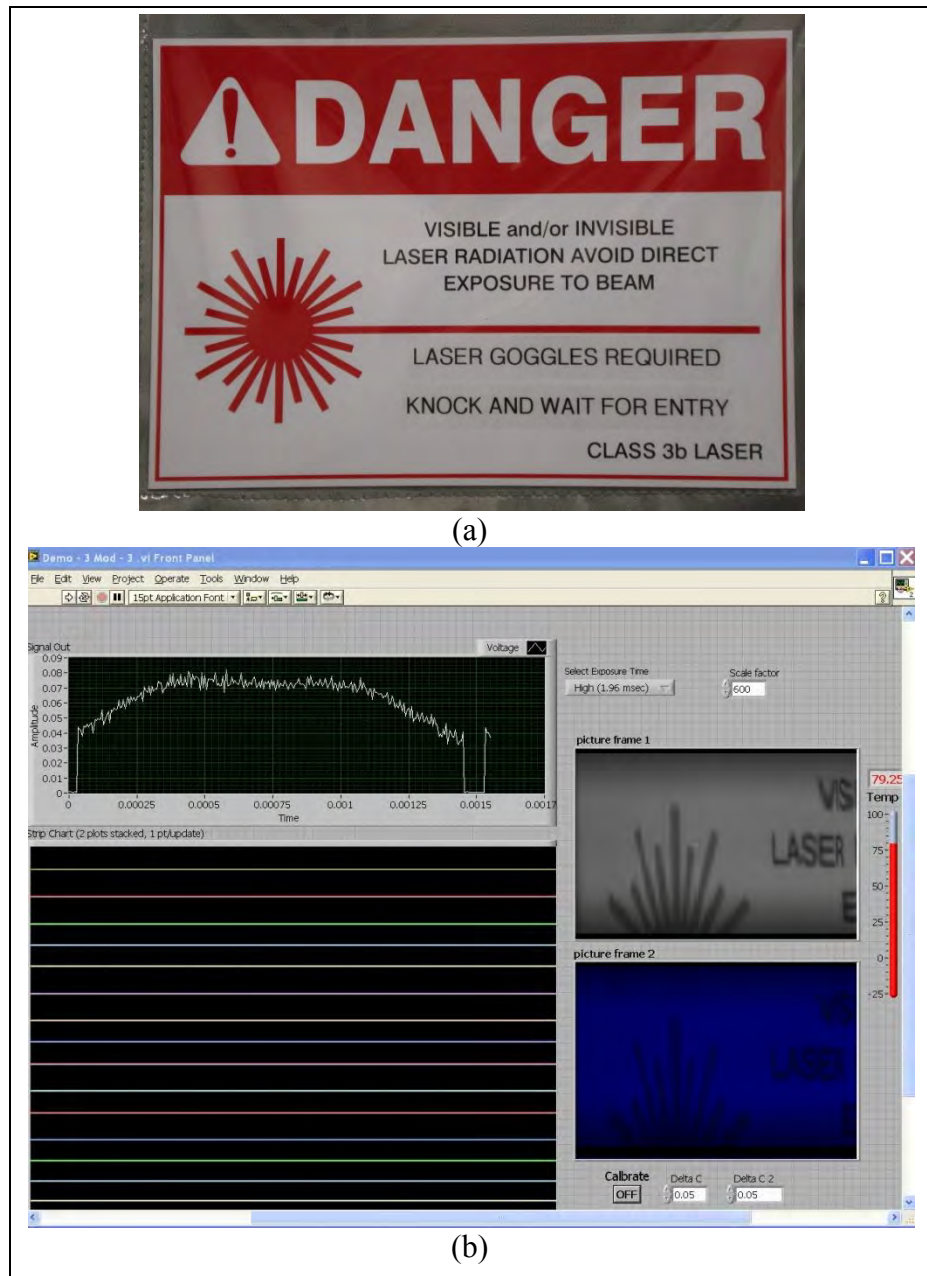 DANGER
VISIBLE and/or INVISIBLE
LASER RADIATION AVOID DIRECT
EXPOSURE TO BEAM
LASER GOGGLES REQUIRED
KNOCK AND WAIT FOR ENTRY
CLASS 3b LASER
(a)
Demo - 3 Mod - 3 .vi Front Panel
File Edit View Project Operate Tools Window Help
15pt Application Font
Signal Out
Voltage
0.09
0.08
0.07
0.06
0.05
0.04
0.03
0.02
0.01
0
Amplitude
0 0.00025 0.0005 0.00075 0.001 0.00125 0.0015 0.0017
Time
Strip Chart (2 plots stacked, 1 pt/update)
Select Exposure Time
High (1.96 msec)
Scale factor
600
picture frame 1
VIS
LASER
E
79.25
Temp
100
75
50
25
0
-25
picture frame 2
VIS
LASER
E
Calbrate
OFF
Delta C
0.05
Delta C 2
0.05
(b)